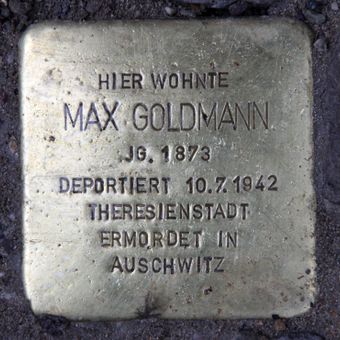 HIER WOHNTE
MAX GOLDMANN
JG. 1873
DEPORTIERT 10.7.1942
THERESIENSTADT
ERMORDET IN
AUSCHWITZ